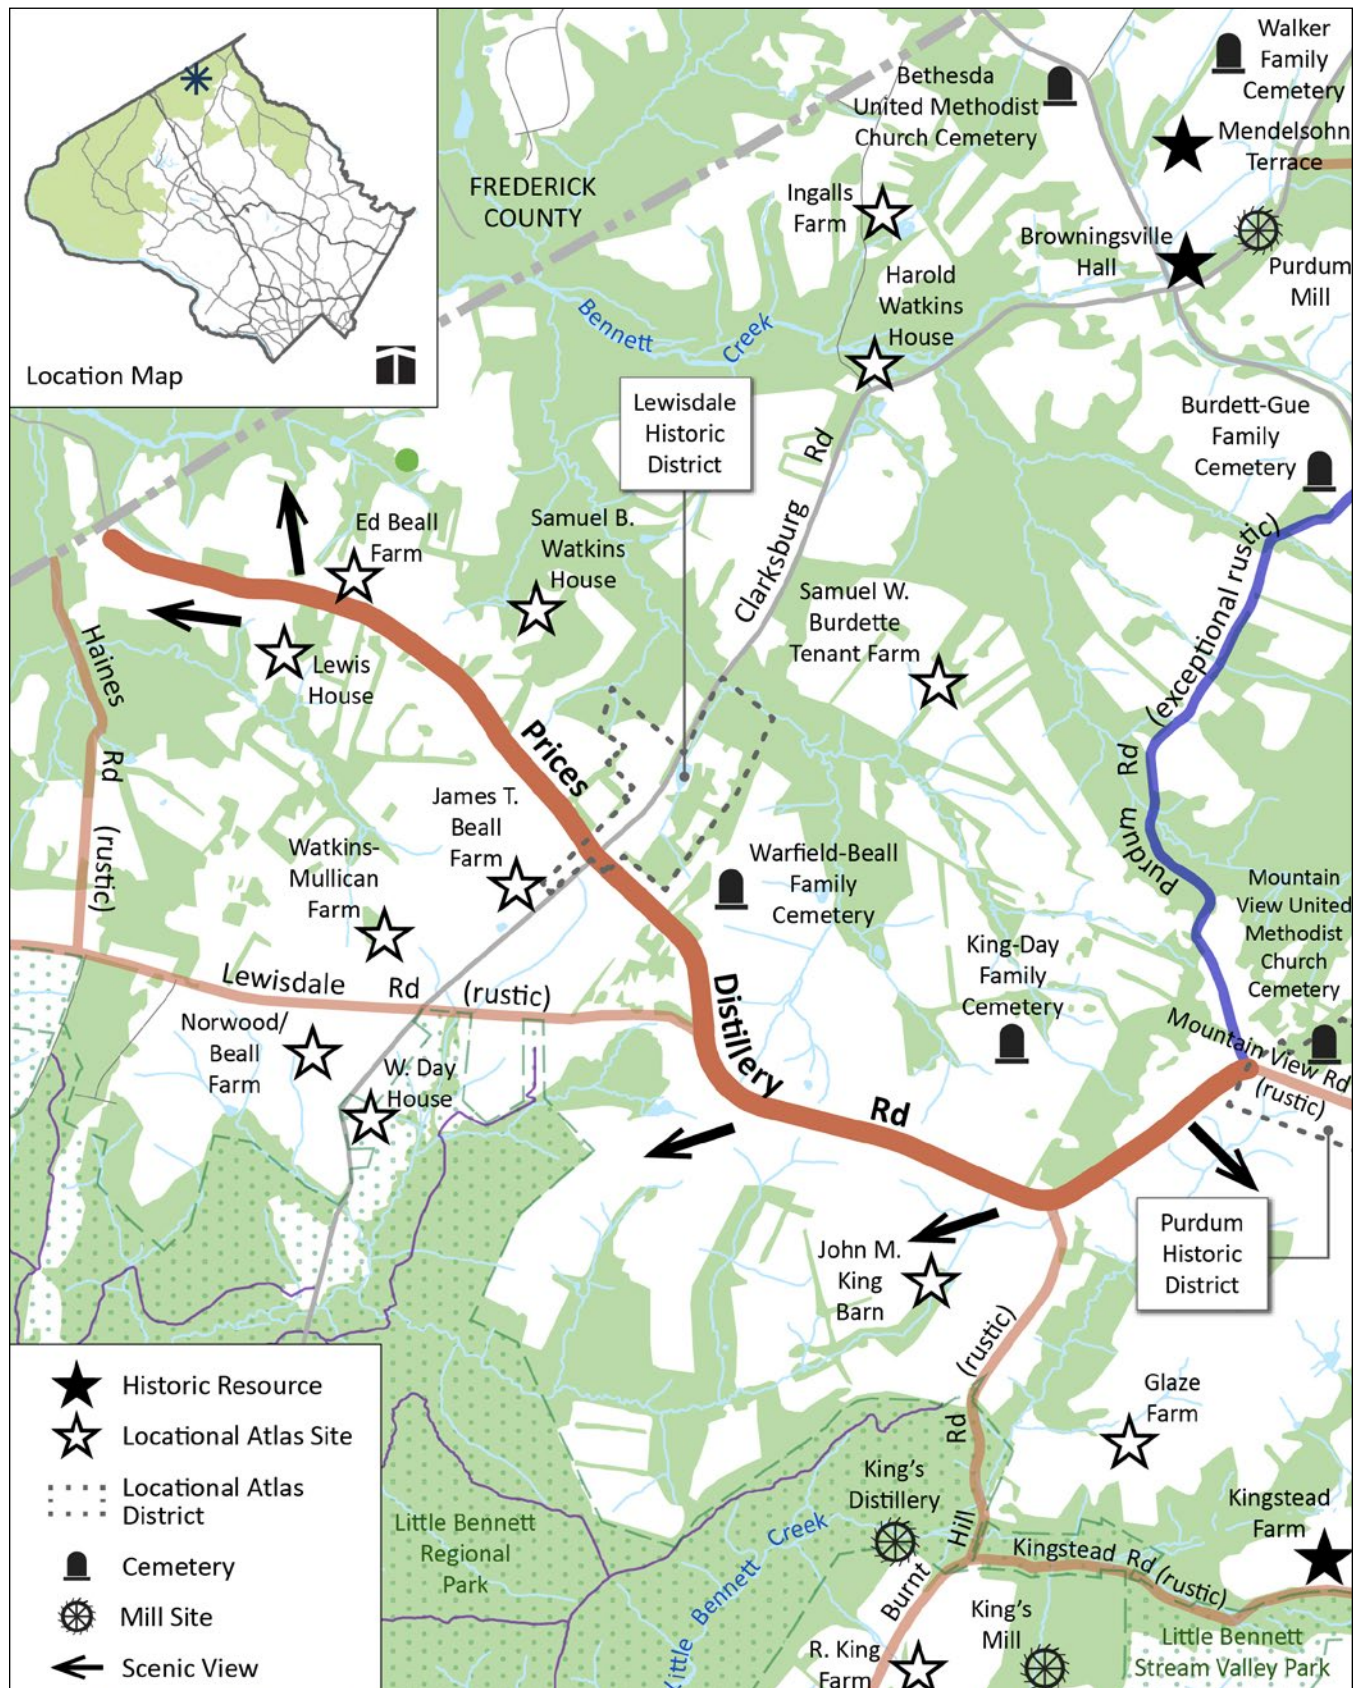 Location Map
FREDERICK
COUNTY
Bethesda
United Methodist
Church Cemetery
Walker
Family
Cemetery
Mendelsohn
Terrace
Ingalls
Farm
Browningsville
Hall
Purdum
Mill
Harold
Watkins
House
Bennett Creek
Lewisdale
Historic
District
Clarksburg Rd
Burdett-Gue
Family
Cemetery
Ed Beall
Farm
Samuel B.
Watkins
House
Samuel W.
Burdette
Tenant Farm
Purdum Rd (exceptional rustic)
Haines Rd (rustic)
Lewis
House
Prices Distillery Rd
James T.
Beall
Farm
Watkins-
Mullican
Farm
Warfield-Beall
Family
Cemetery
Mountain
View United
Methodist
Church
Cemetery
King-Day
Family
Cemetery
Lewisdale Rd (rustic)
Norwood/
Beall
Farm
W. Day
House
Mountain View Rd
(rustic)
Purdum
Historic
District
John M.
King
Barn
Burnt Hill Rd (rustic)
Glaze
Farm
King's
Distillery
Kingstead
Farm
Kingstead Rd (rustic)
Little Bennett Creek
Little Bennett
Regional
Park
King's
Mill
R. King
Farm
Little Bennett
Stream Valley Park
Historic Resource
Locational Atlas Site
Locational Atlas
District
Cemetery
Mill Site
Scenic View